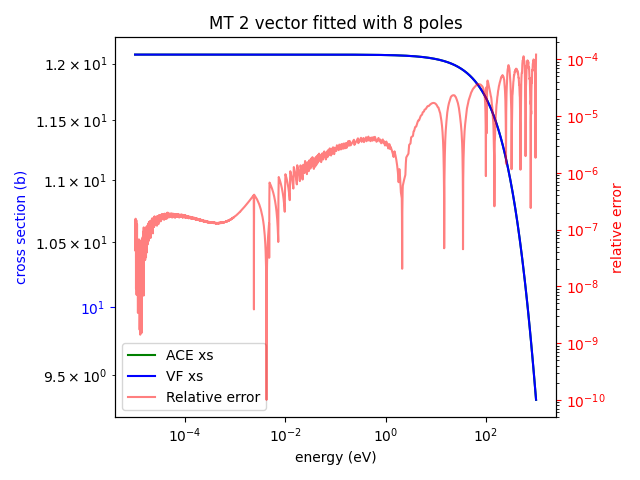 MT 2 vector fitted with 8 poles
cross section (b)
1.2 × 10¹
1.15 × 10¹
1.1 × 10¹
1.05 × 10¹
10¹
9.5 × 10⁰
10⁻⁴
10⁻⁵
10⁻⁶
10⁻⁷
10⁻⁸
10⁻⁹
10⁻¹⁰
relative error
ACE xs
VF xs
Relative error
10⁻⁴
10⁻²
10⁰
10²
energy (eV)